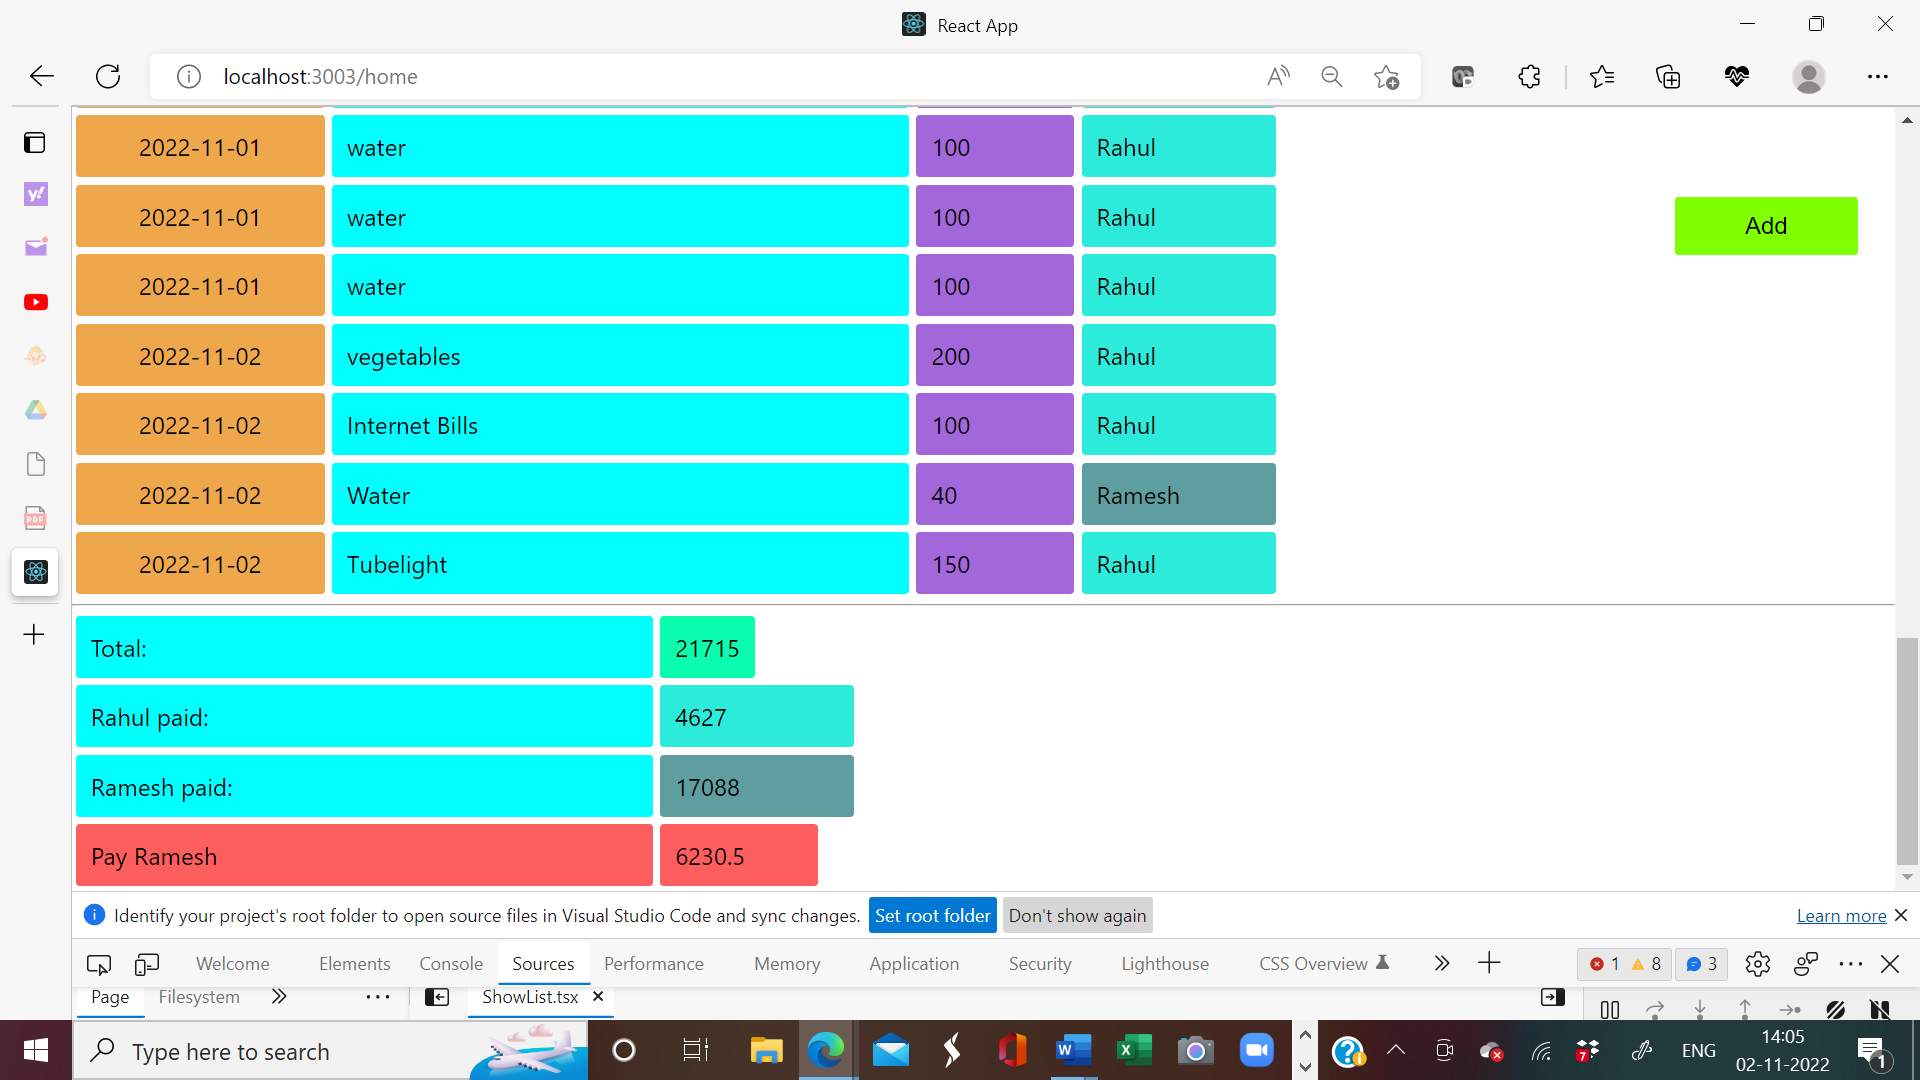 React App
localhost:3003/home
2022-11-01 water 100 Rahul
2022-11-01 water 100 Rahul
Add
2022-11-01 water 100 Rahul
2022-11-02 vegetables 200 Rahul
2022-11-02 Internet Bills 100 Rahul
2022-11-02 Water 40 Ramesh
2022-11-02 Tubelight 150 Rahul
Total: 21715
Rahul paid: 4627
Ramesh paid: 17088
Pay Ramesh 6230.5
Identify your project's root folder to open source files in Visual Studio Code and sync changes. Set root folder Don't show again Learn more
Welcome Elements Console Sources Performance Memory Application Security Lighthouse CSS Overview 1 8 3
Page Filesystem ShowList.tsx
Type here to search
ENG
14:05
02-11-2022
7
1
PDF
y!
W
X